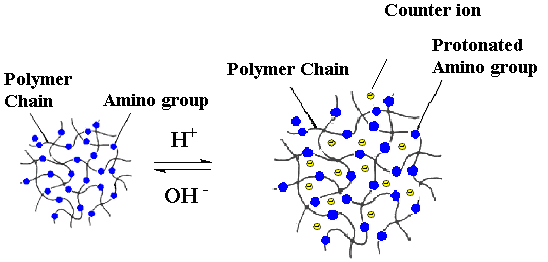 Counter ion
Protonated
Amino group
Polymer Chain
Polymer
Chain
Amino group
H+
OH-